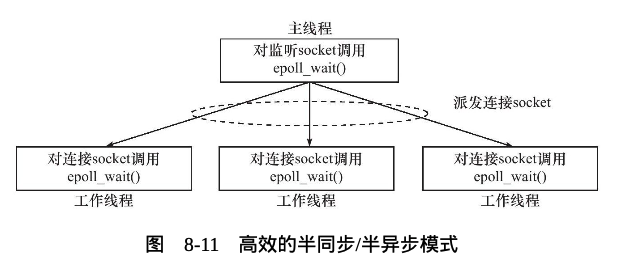 主线程
对监听socket调用
epoll_wait()
派发连接socket
对连接socket调用
epoll_wait()
工作线程
对连接socket调用
epoll_wait()
工作线程
对连接socket调用
epoll_wait()
工作线程
图 8-11 高效的半同步/半异步模式